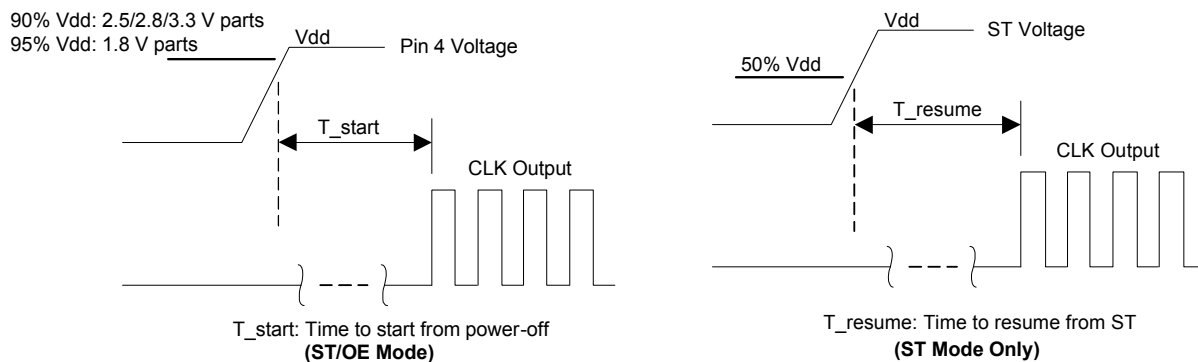 90% Vdd: 2.5/2.8/3.3 V parts
95% Vdd: 1.8 V parts
Vdd
Pin 4 Voltage
T_start
CLK Output
T_start: Time to start from power-off
(ST/OE Mode)
Vdd
ST Voltage
50% Vdd
T_resume
CLK Output
T_resume: Time to resume from ST
(ST Mode Only)